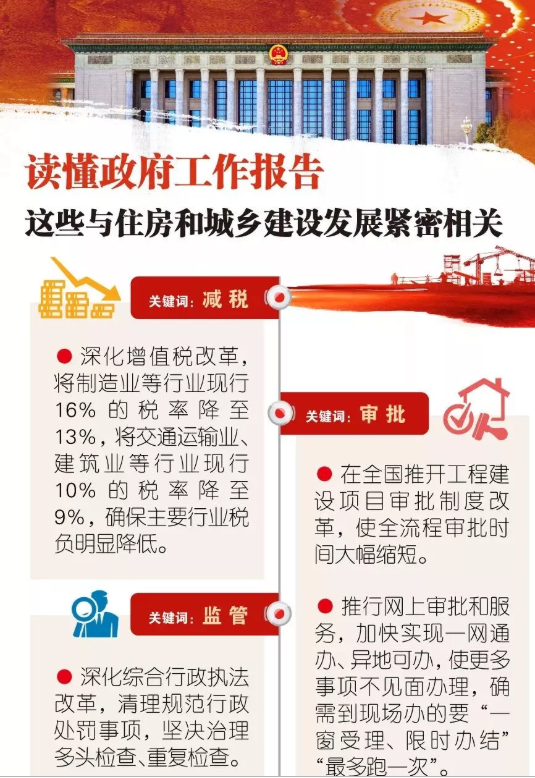 读懂政府工作报告
这些与住房和城乡建设发展紧密相关
关键词：减税
●深化增值税改革，
将制造业等行业现行
16%的税率降至
13%，将交通运输业、
建筑业等行业现行
10%的税率降至
9%，确保主要行业税
负明显降低。
关键词：审批
●在全国推开工程建
设项目审批制度改
革，使全流程审批时
间大幅缩短。
●推行网上审批和服
务，加快实现一网通
办、异地可办，使更多
事项不见面办理，确
需到现场办的要“一
窗受理、限时办结”
“最多跑一次”。
关键词：监管
●深化综合行政执法
改革，清理规范行政
处罚事项，坚决治理
多头检查、重复检查。